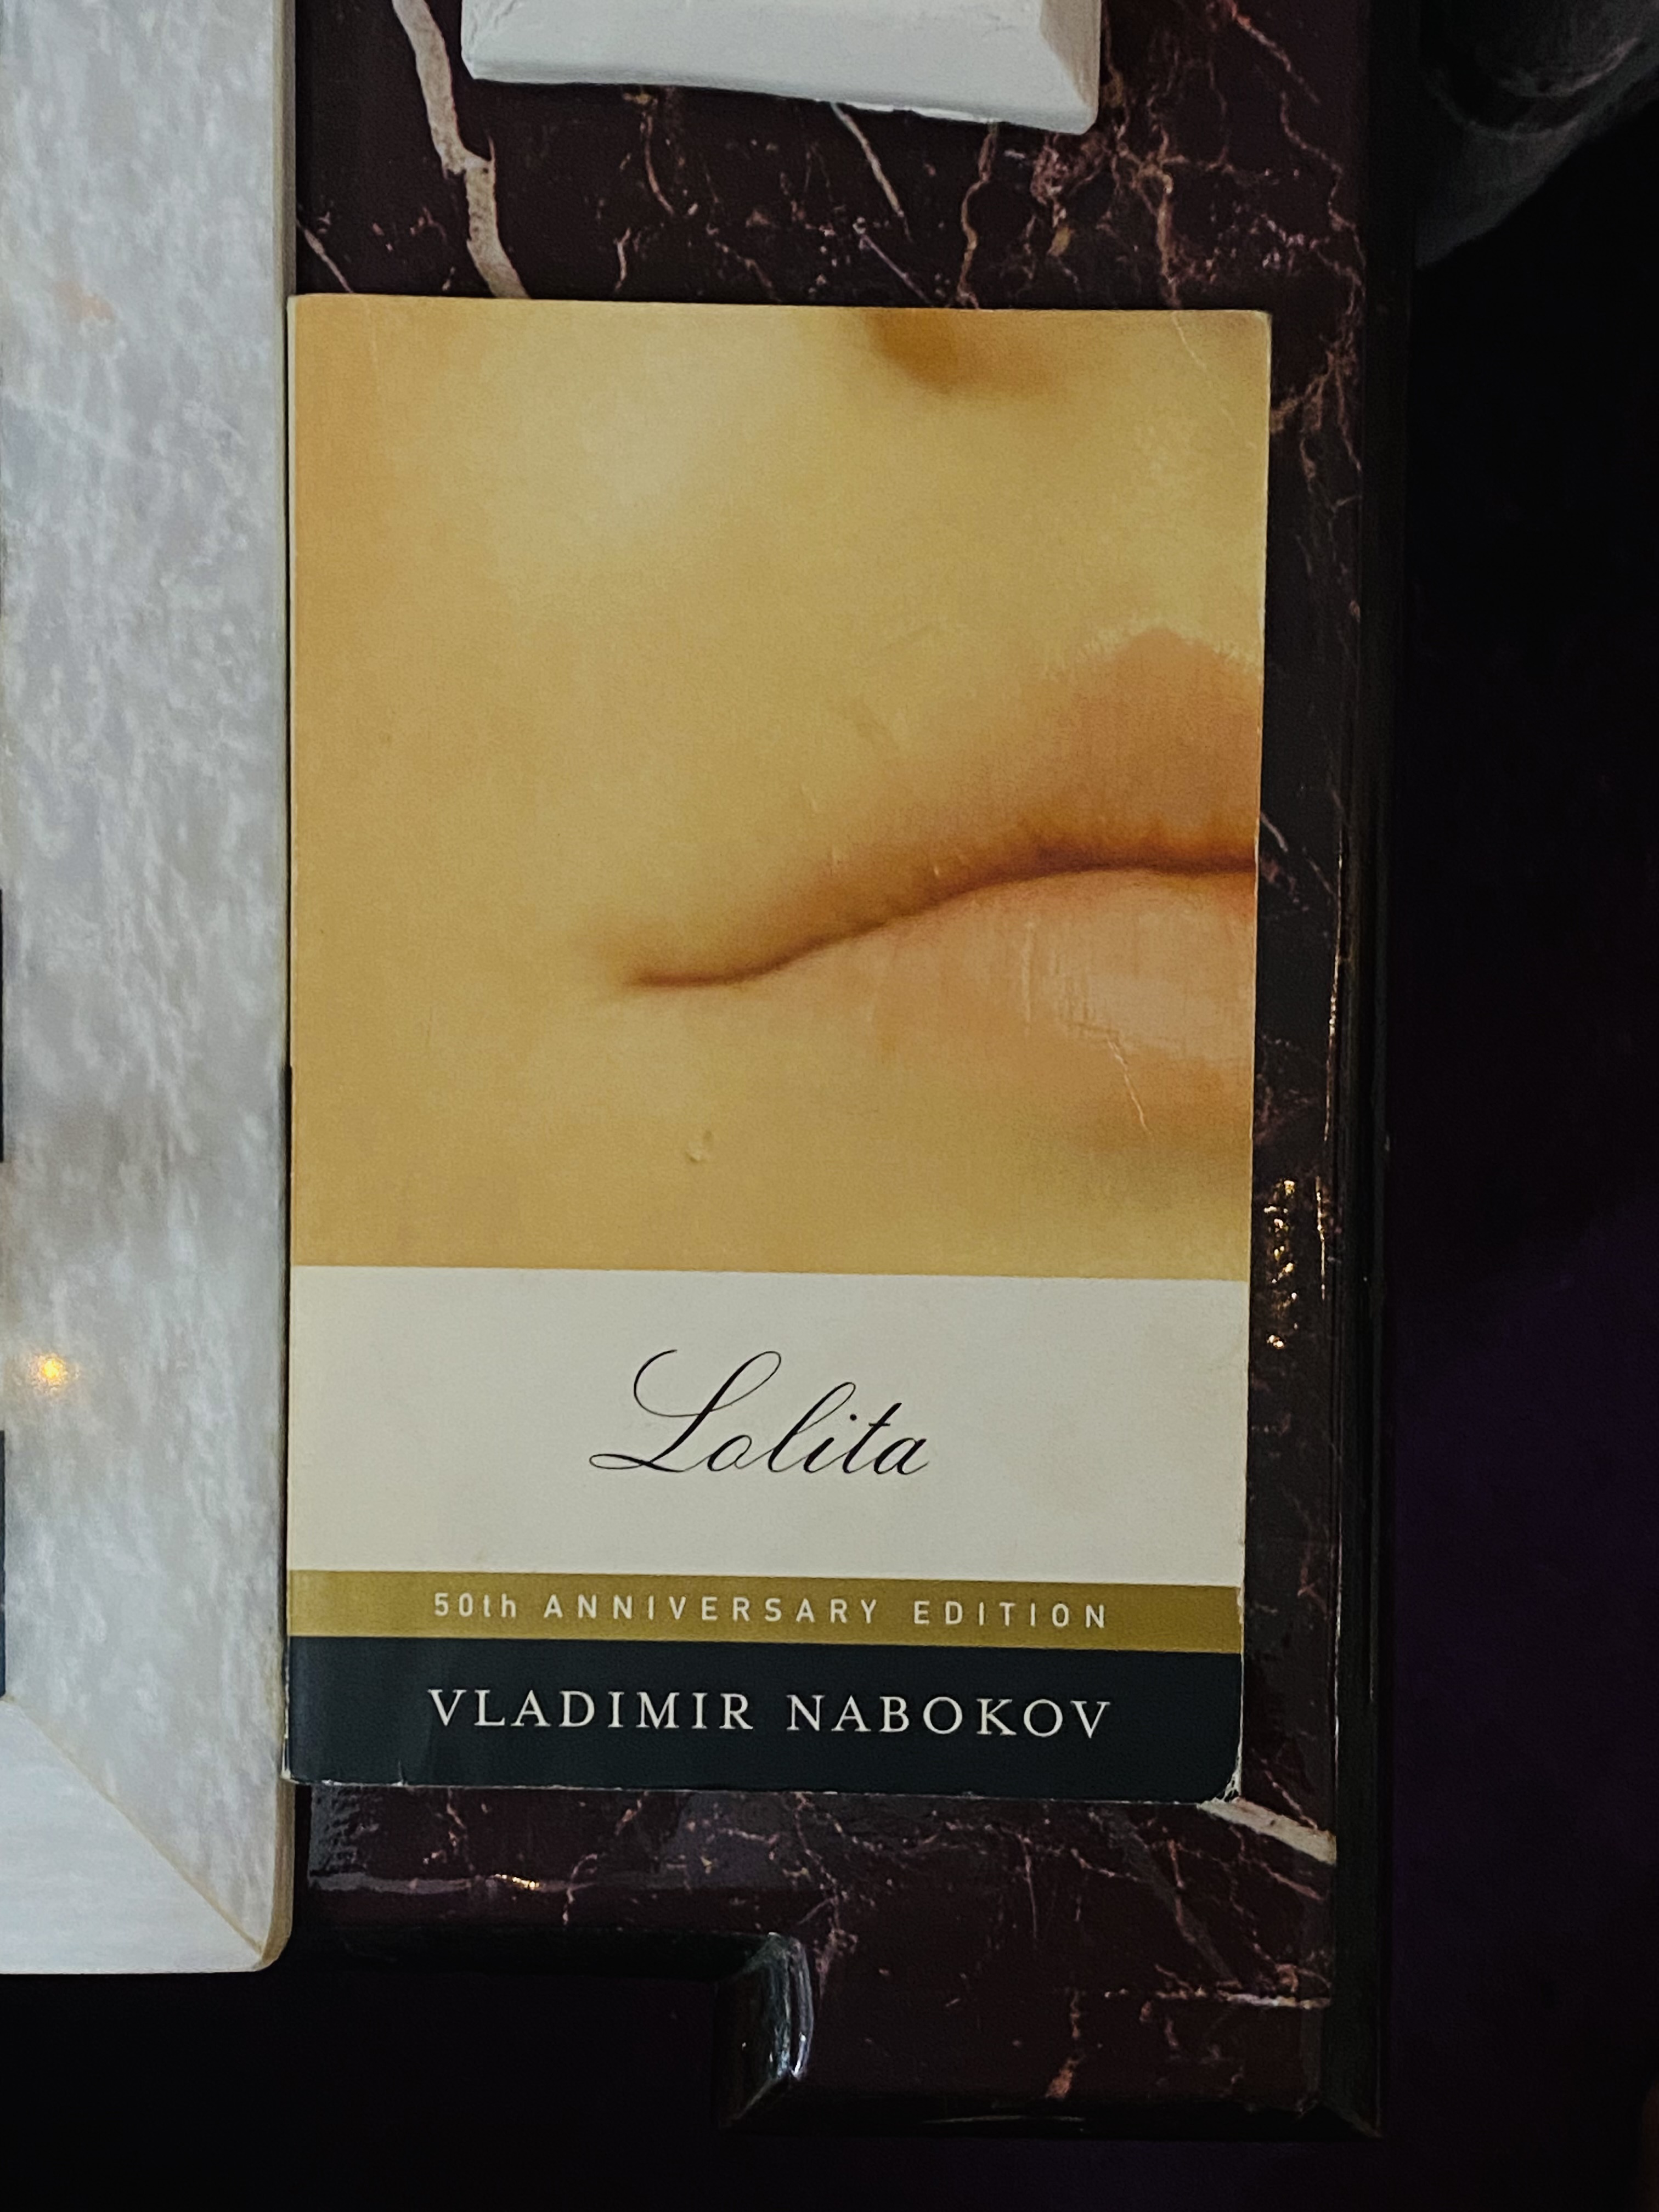 Lolita
50th ANNIVERSARY EDITION
VLADIMIR NABOKOV